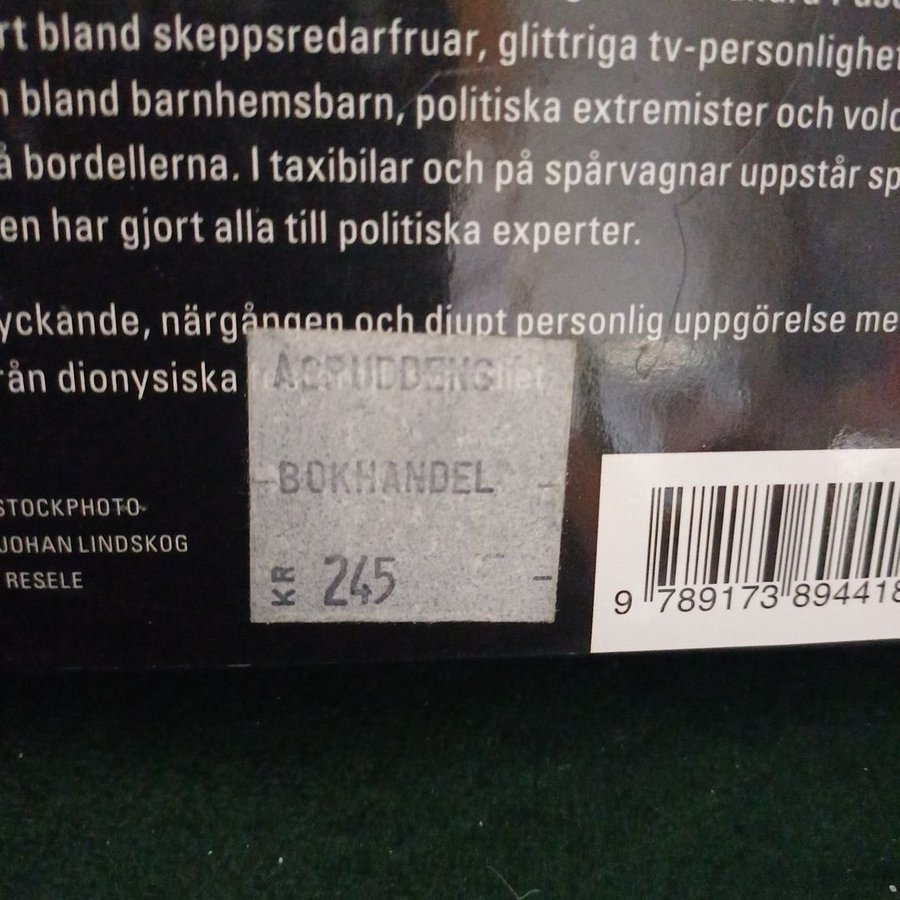 rt bland skeppsredarfruar, glittriga tv-personlighet
n bland barnhemsbarn, politiska extremister och vold
å bordellerna. I taxibilar och på spårvagnar uppstår sp
en har gjort alla till politiska experter.
yckande, närgången och djupt personlig uppgörelse me
rån dionysiska
BOKHANDEL
KR 245
STOCKPHOTO
JOHAN LINDSKOG
RESELE
9 789173 894418